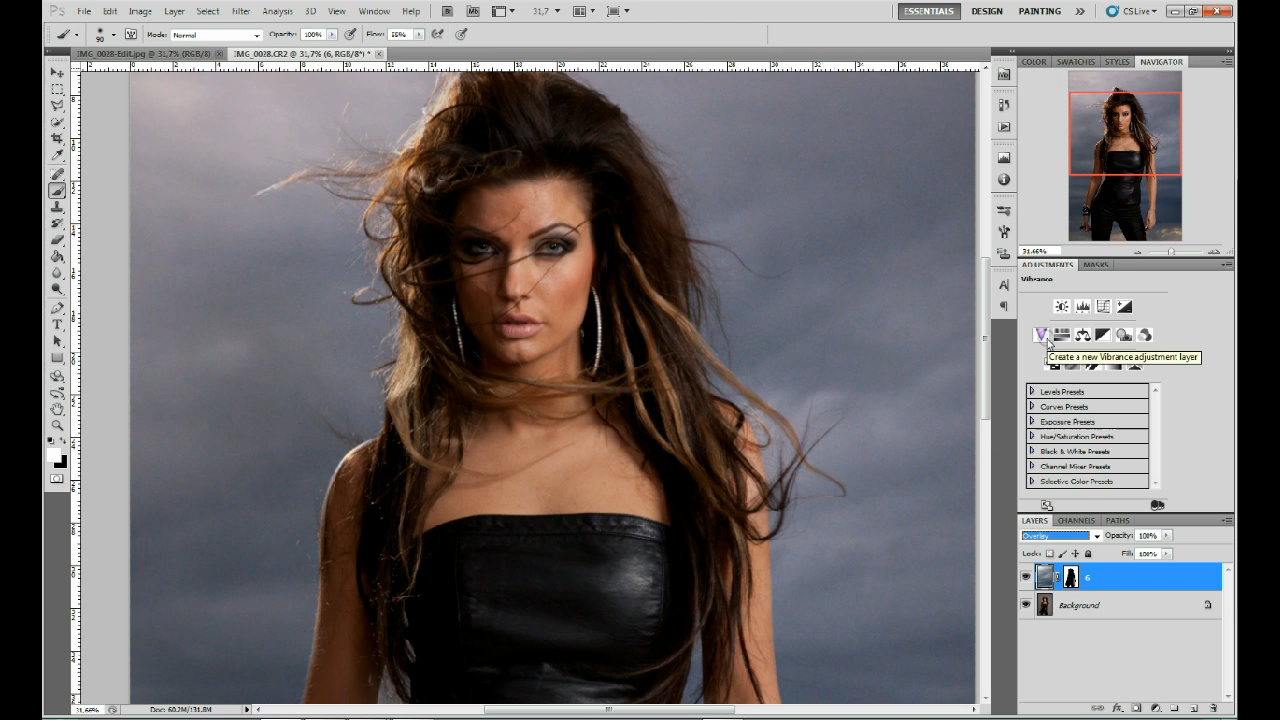 Ps File Edit Image Layer Select Filter Analysis 3D View Window Help Br Mb 31,7 ESSENTIALS DESIGN PAINTING CSLive
90 Mode: Normal Opacity: 100% Flow: 55%
IMG_0028-Edit.jpg @ 31,7% (RGB/8) IMG_0028.CR2 @ 31,7% (6, RGB/8*) *
COLOR SWATCHES STYLES NAVIGATOR
31.66%
ADJUSTMENTS MASKS
Vibrance
Create a new Vibrance adjustment layer
Levels Presets
Curves Presets
Exposure Presets
Hue/Saturation Presets
Black & White Presets
Channel Mixer Presets
Selective Color Presets
LAYERS CHANNELS PATHS
Overlay Opacity: 100%
Lock: Fill: 100%
6
Background
31,66% Doc: 60.2M/131.8M